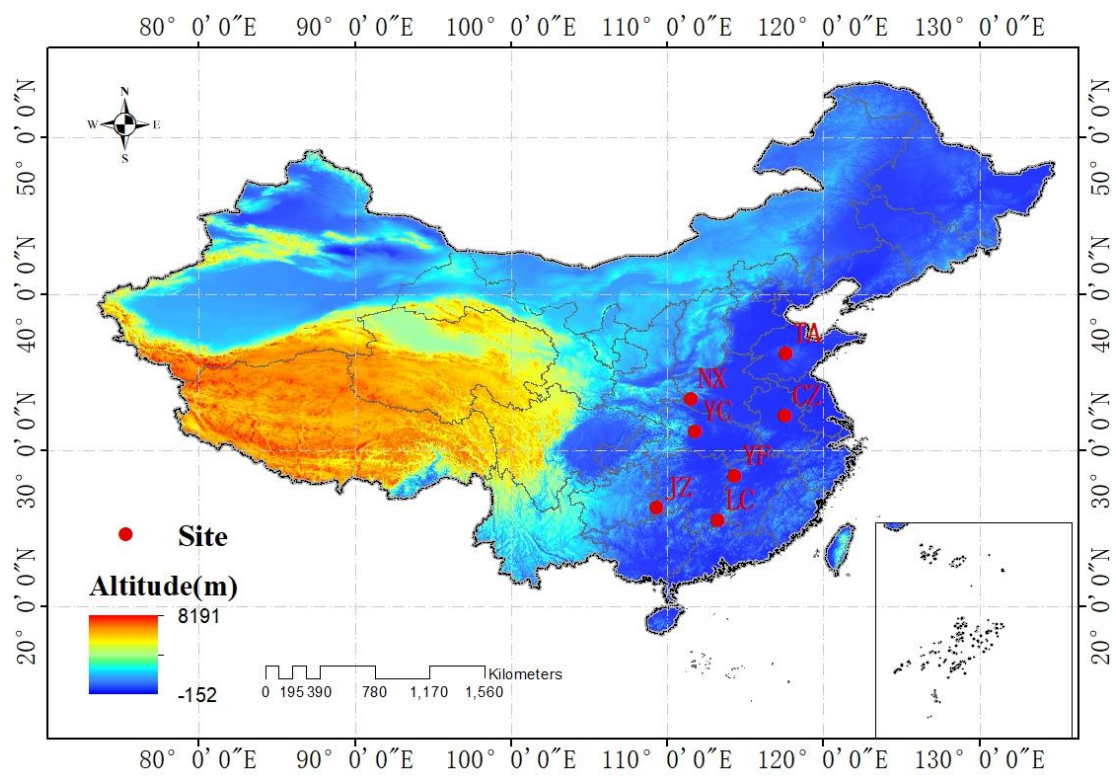 80° 0′ 0″E 90° 0′ 0″E 100° 0′ 0″E 110° 0′ 0″E 120° 0′ 0″E 130° 0′ 0″E
50° 0′ 0″N
40° 0′ 0″N
30° 0′ 0″N
20° 0′ 0″N
50° 0′ 0″N
40° 0′ 0″N
30° 0′ 0″N
20° 0′ 0″N
N
W E
S
TA
NX
CZ
YC
YF
JZ
LC
Site
Altitude(m)
8191
-152
Kilometers
0 195 390 780 1,170 1,560
80° 0′ 0″E 90° 0′ 0″E 100° 0′ 0″E 110° 0′ 0″E 120° 0′ 0″E 130° 0′ 0″E